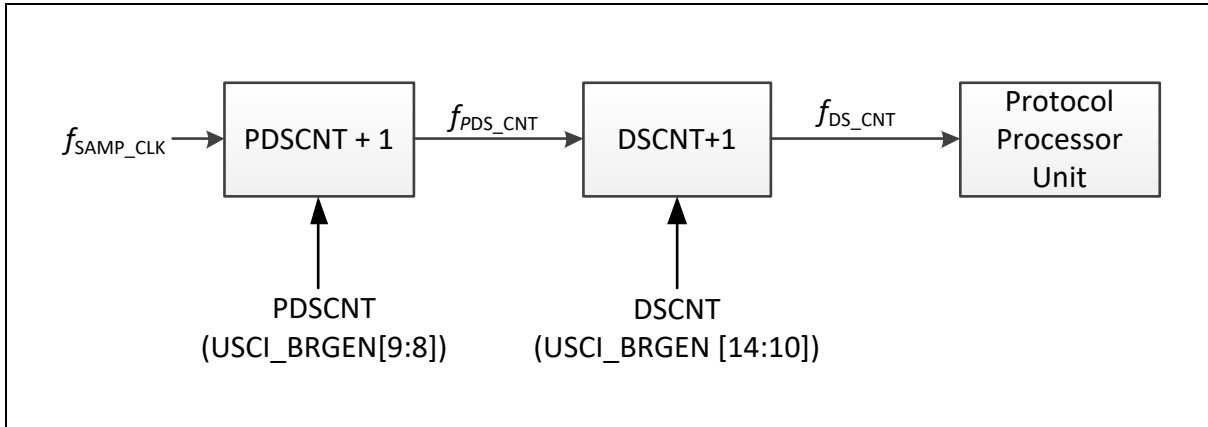 fSAMP_CLK
PDSCNT + 1
fPDS_CNT
DSCNT+1
fDS_CNT
Protocol
Processor
Unit
PDSCNT
(USCI_BRGEN[9:8])
DSCNT
(USCI_BRGEN [14:10])